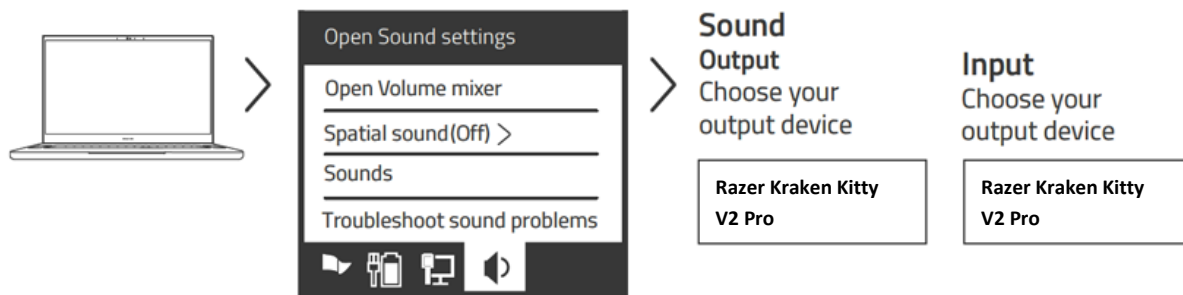 Open Sound settings
Open Volume mixer
Spatial sound(Off) >
Sounds
Troubleshoot sound problems
Sound
Output
Choose your
output device
Razer Kraken Kitty
V2 Pro
Input
Choose your
output device
Razer Kraken Kitty
V2 Pro